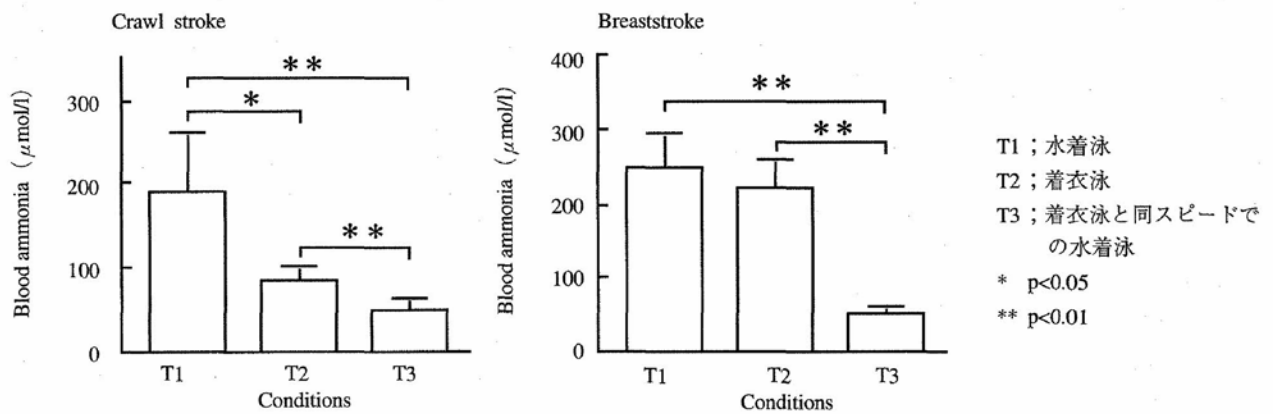 Crawl stroke
Blood ammonia (μmol/l)
300
200
100
0
**
*
**
T1 T2 T3
Conditions
Breaststroke
Blood ammonia (μmol/l)
400
300
200
100
0
**
**
T1 T2 T3
Conditions
T1；水着泳
T2；着衣泳
T3；着衣泳と同スピードで
の水着泳
* p<0.05
** p<0.01